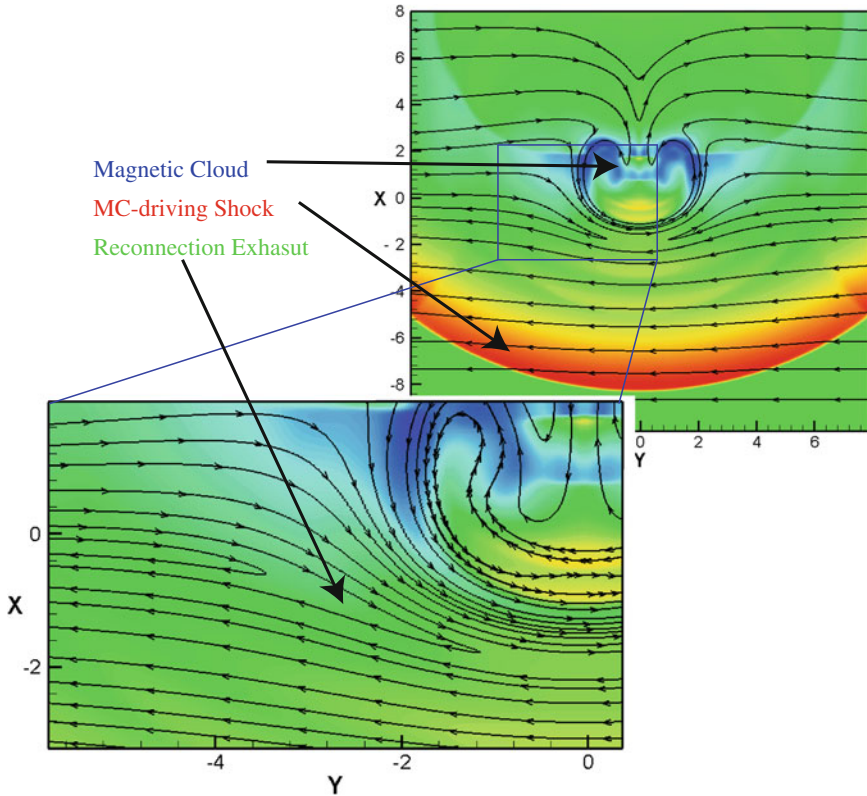 8
6
4
2
X 0
- 2
-4
-6
-8
0 2 4 6
Y
Magnetic Cloud
MC-driving Shock
Reconnection Exhasut
0
X
-2
-4 -2 0
Y